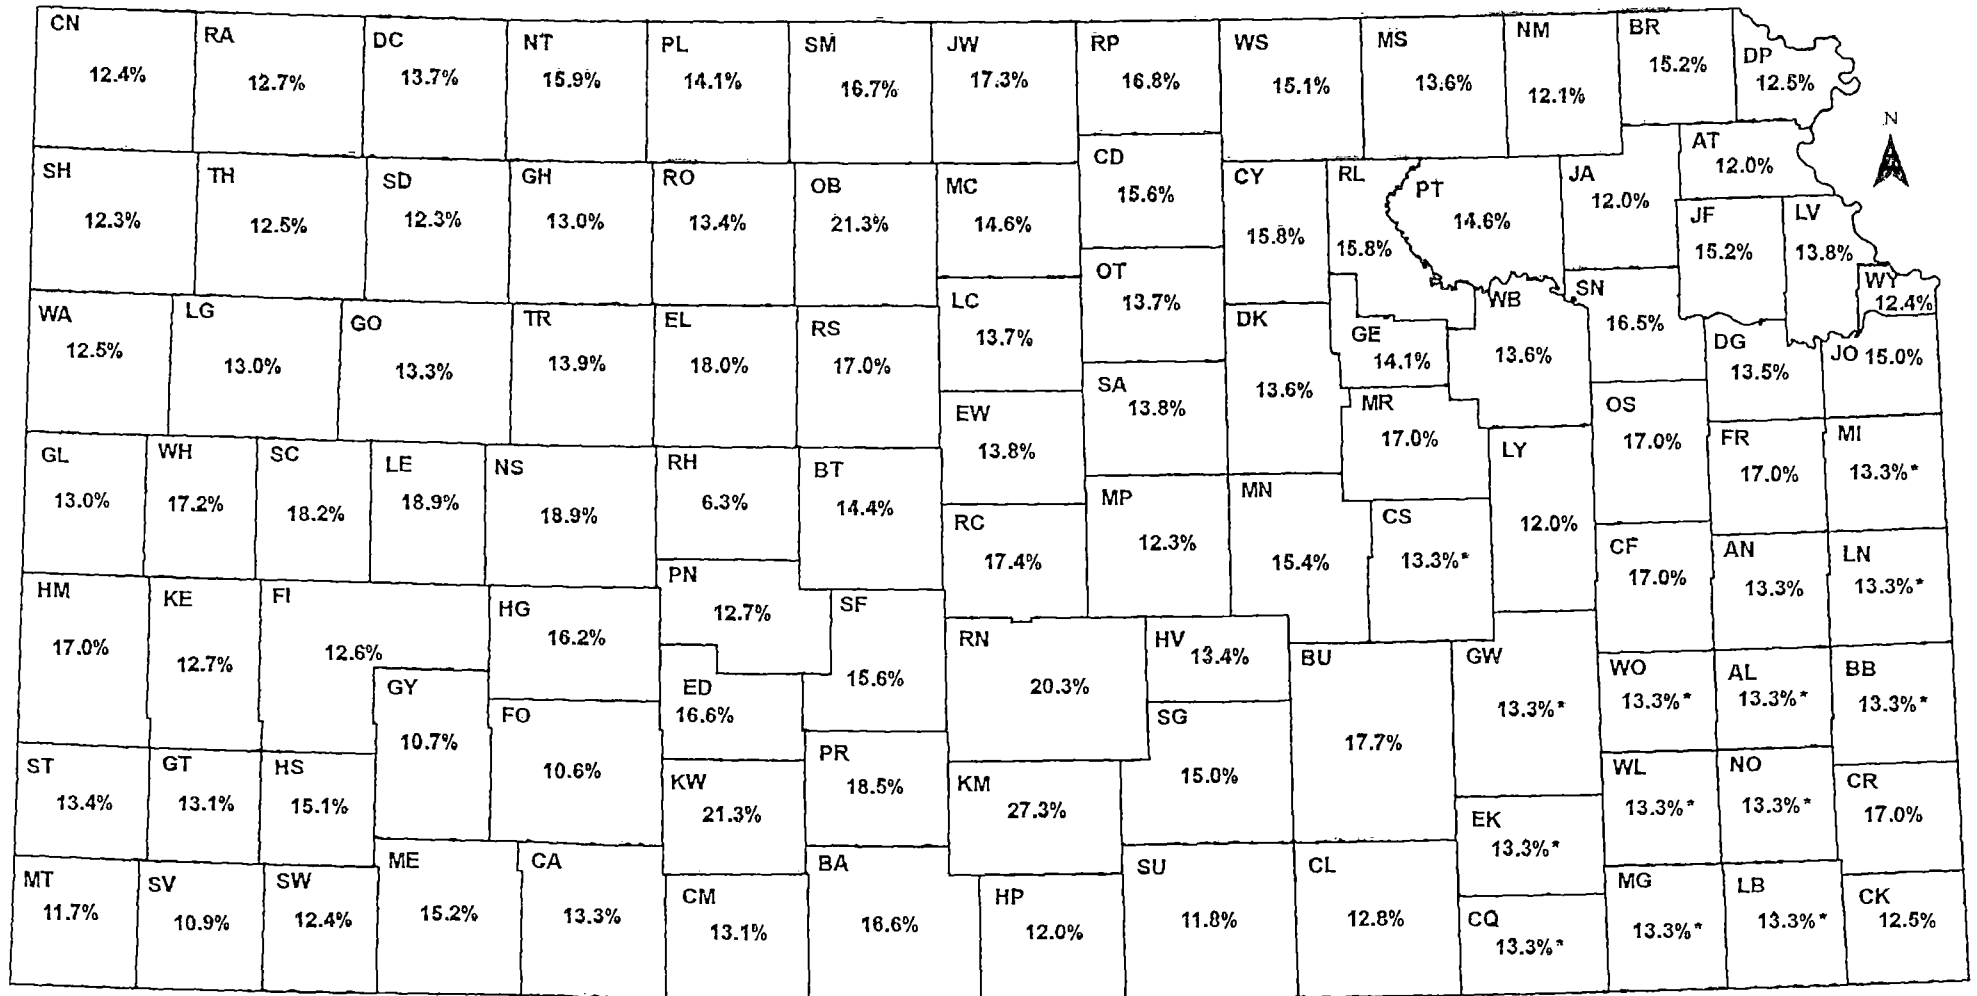 CN
12.4%
RA
12.7%
DC
13.7%
NT
15.9%
PL
14.1%
SM
16.7%
JW
17.3%
RP
16.8%
WS
15.1%
MS
13.6%
NM
12.1%
BR
15.2%
DP
12.5%
N
SH
12.3%
TH
12.5%
SD
12.3%
GH
13.0%
RO
13.4%
OB
21.3%
MC
14.6%
CD
15.6%
CY
15.8%
RL
15.8%
PT
14.6%
JA
12.0%
AT
12.0%
JF
15.2%
LV
13.8%
WY
12.4%
WA
12.5%
LG
13.0%
GO
13.3%
TR
13.9%
EL
18.0%
RS
17.0%
LC
13.7%
OT
13.7%
DK
13.6%
GE
14.1%
WB
13.6%
SN
16.5%
DG
13.5%
JO 15.0%
EW
13.8%
SA
13.8%
MR
17.0%
LY
12.0%
OS
17.0%
FR
17.0%
MI
13.3%*
GL
13.0%
WH
17.2%
SC
18.2%
LE
18.9%
NS
18.9%
RH
6.3%
BT
14.4%
RC
17.4%
MP
12.3%
MN
15.4%
CS
13.3%*
CF
17.0%
AN
13.3%
LN
13.3%*
HM
17.0%
KE
12.7%
FI
12.6%
HG
16.2%
PN
12.7%
SF
15.6%
RN
20.3%
HV
13.4%
BU
17.7%
GW
13.3%*
WO
13.3%*
AL
13.3%*
BB
13.3%*
GY
10.7%
FO
10.6%
ED
16.6%
PR
18.5%
SG
15.0%
ST
13.4%
GT
13.1%
HS
15.1%
KW
21.3%
KM
27.3%
EK
13.3%*
WL
13.3%*
NO
13.3%*
CR
17.0%
MT
11.7%
SV
10.9%
SW
12.4%
ME
15.2%
CA
13.3%
CM
13.1%
BA
16.6%
HP
12.0%
SU
11.8%
CL
12.8%
CQ
13.3%*
MG
13.3%*
LB
13.3%*
CK
12.5%